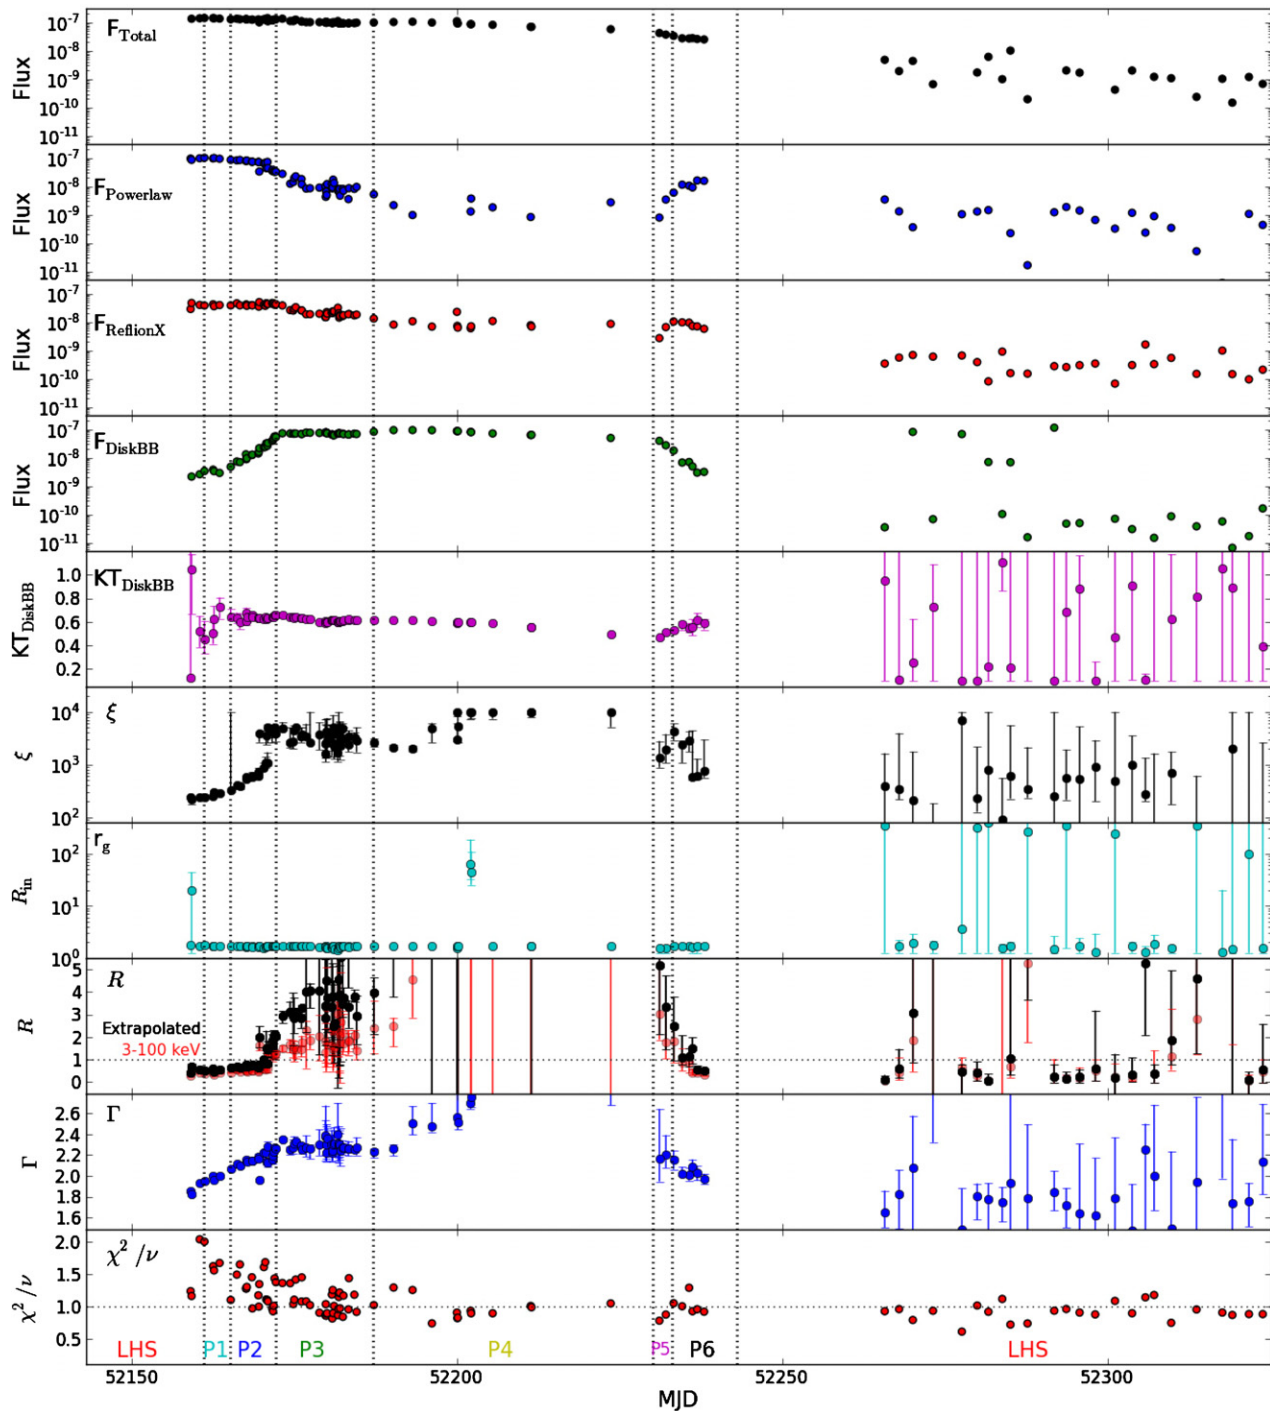 F_Total
Flux
10^-7
10^-8
10^-9
10^-10
10^-11
F_Powerlaw
Flux
10^-7
10^-8
10^-9
10^-10
10^-11
F_ReflionX
Flux
10^-7
10^-8
10^-9
10^-10
10^-11
F_DiskBB
Flux
10^-7
10^-8
10^-9
10^-10
10^-11
KT_DiskBB
KT_DiskBB
1.0
0.8
0.6
0.4
0.2
ξ
ξ
10^4
10^3
10^2
r_g
R_in
10^2
10^1
10^0
R
R
5
4
3
2
1
0
Extrapolated
3-100 keV
Γ
Γ
2.6
2.4
2.2
2.0
1.8
1.6
χ^2/ν
χ^2/ν
2.0
1.5
1.0
0.5
LHS P1 P2 P3 P4 P5 P6 LHS
52150 52200 52250 52300
MJD